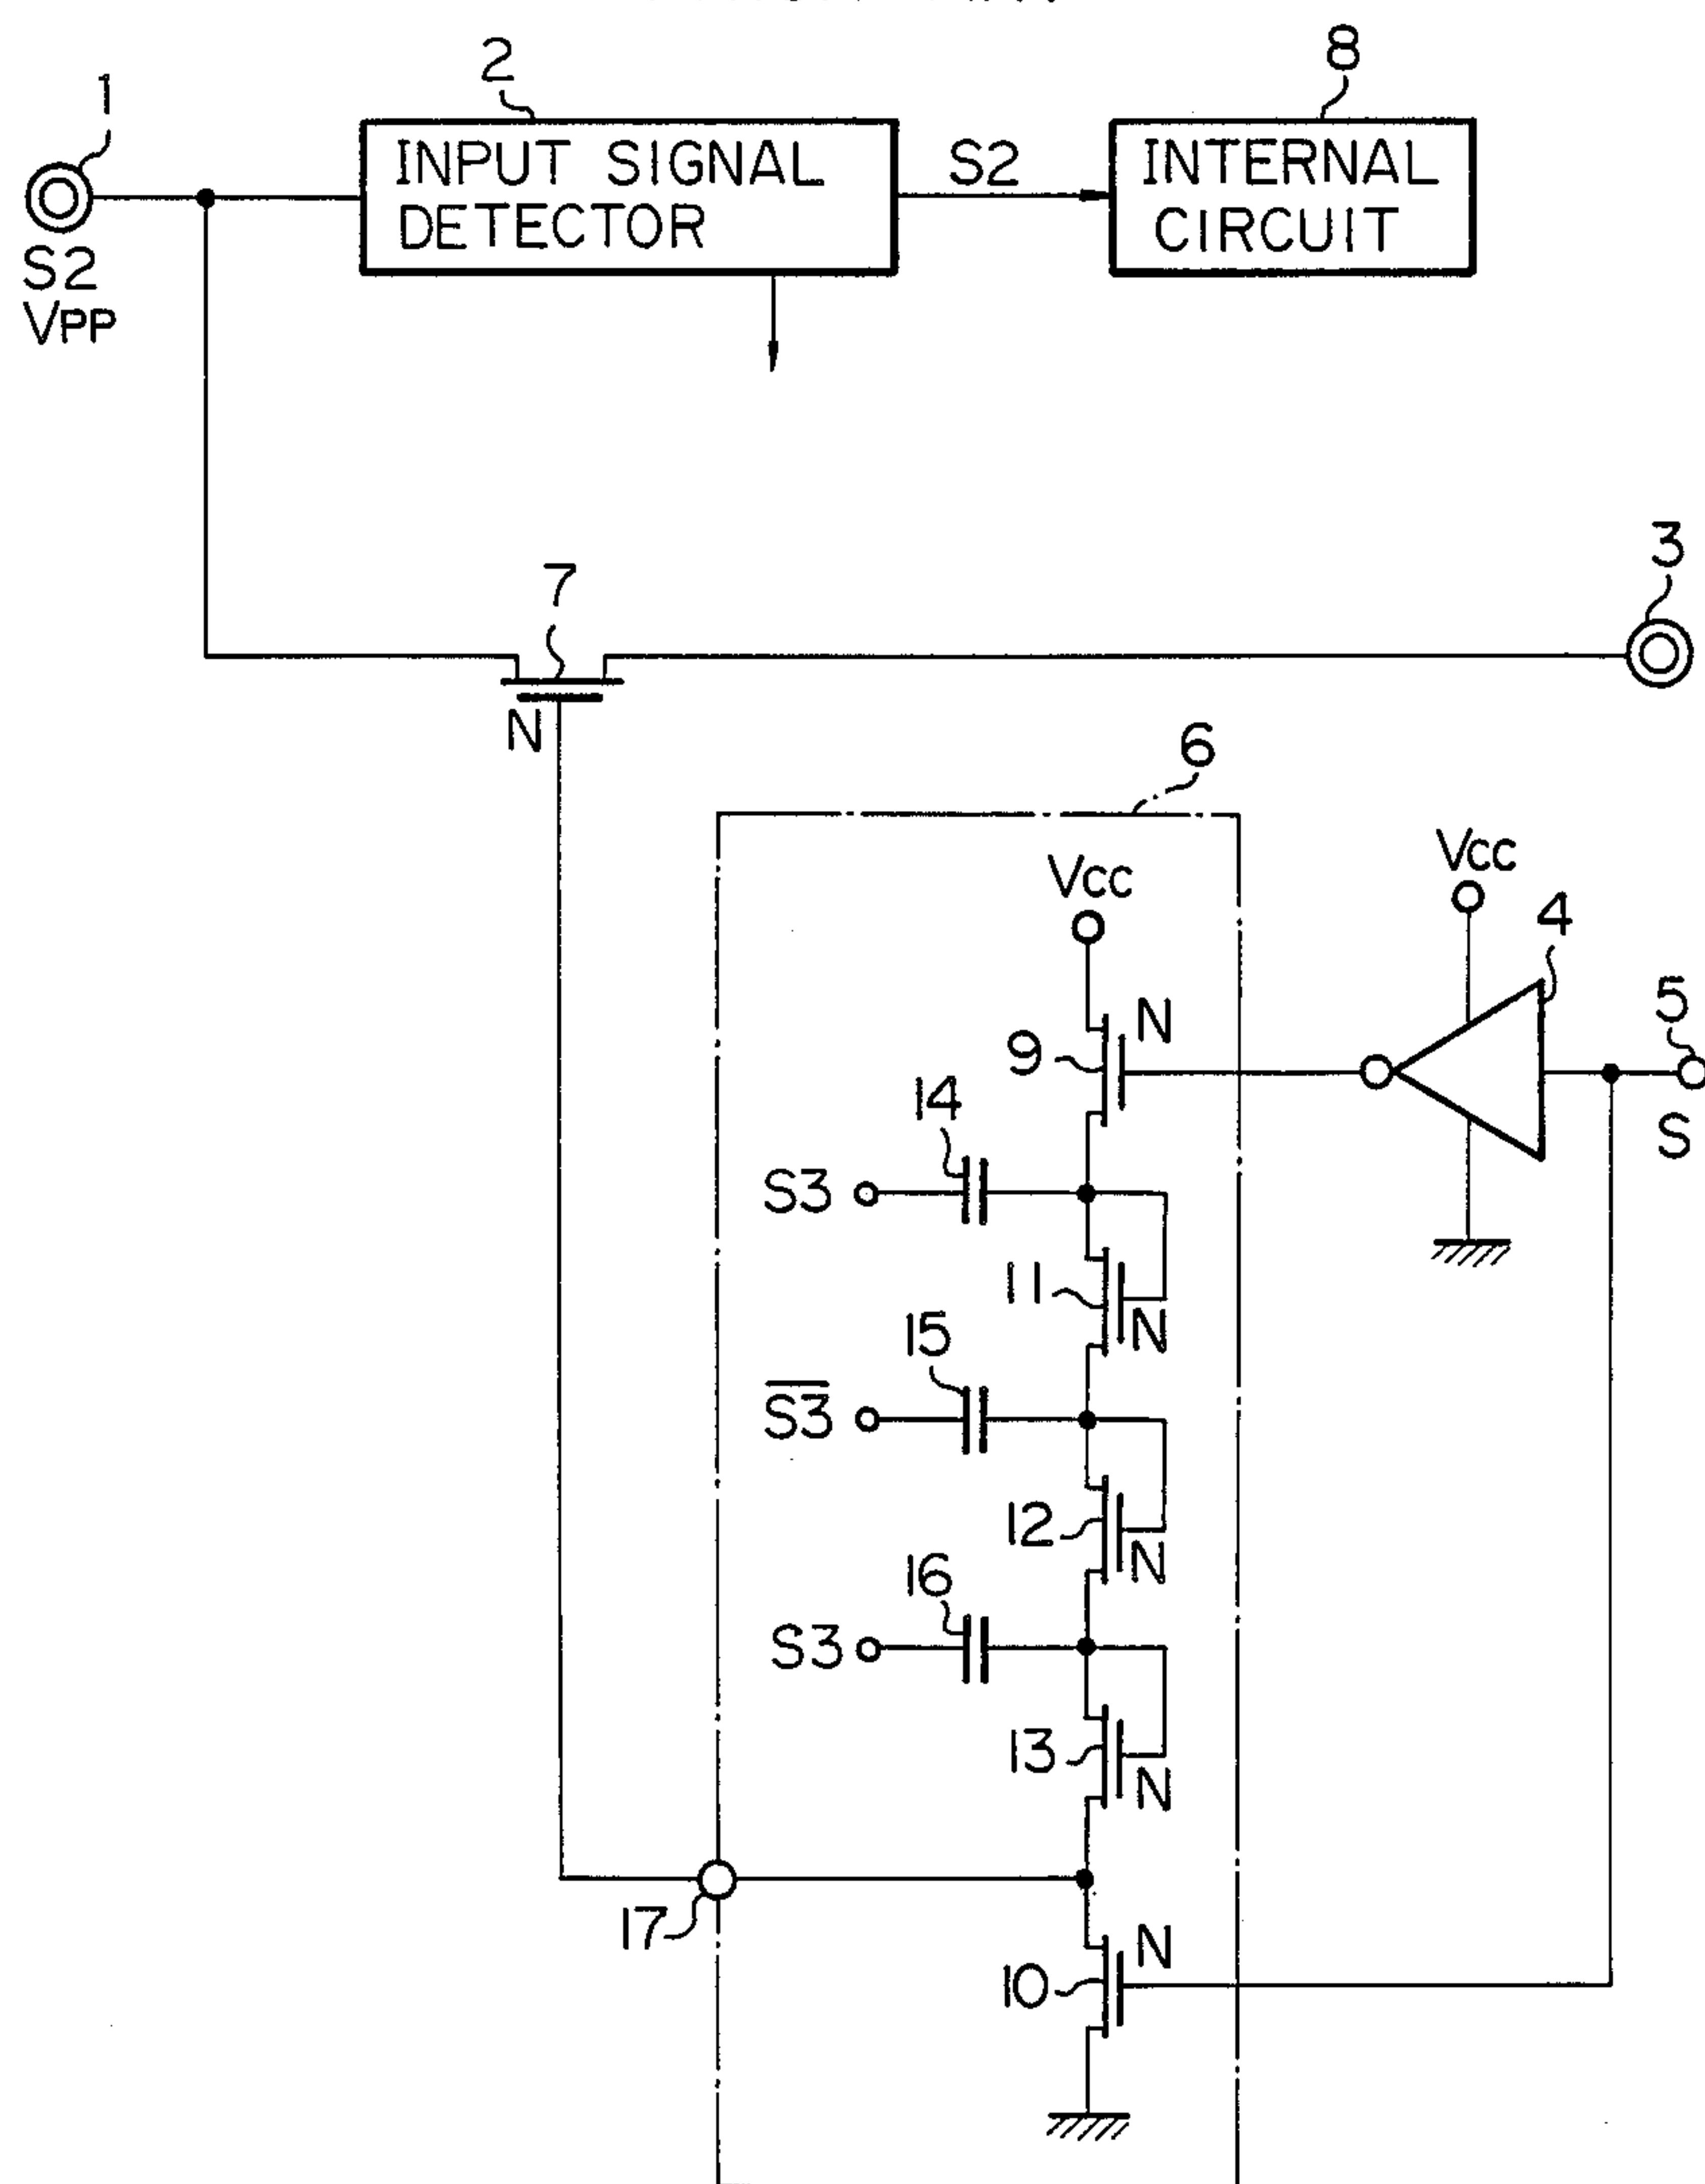 1
2
8
INPUT SIGNAL
DETECTOR
S2
INTERNAL
CIRCUIT
S2
VPP
3
7
N
6
VCC
VCC
4
N
9
5
14
S
S3
11
N
15
S3
12
N
16
S3
13
N
17
N
10